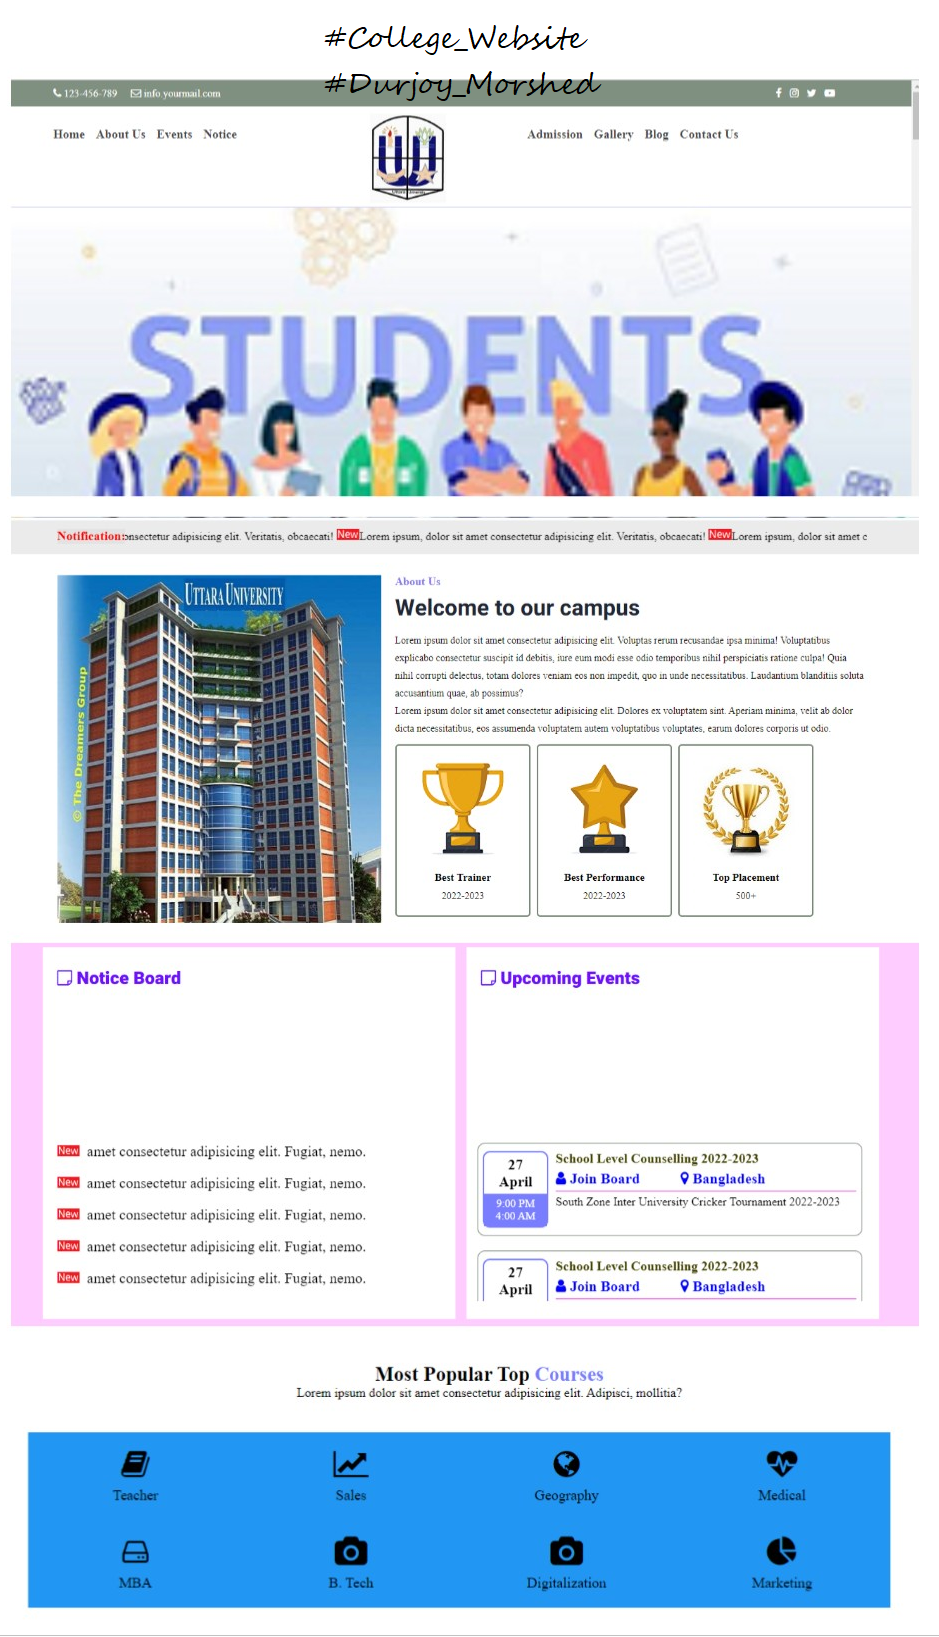 #College_Website
#Durjoy_Morshed
123-456-789 info.yourmail.com
Home About Us Events Notice
Admission Gallery Blog Contact Us
STUDENTS
Notification: onsectetur adipisicing elit. Veritatis, obcaecati! New Lorem ipsum, dolor sit amet consectetur adipisicing elit. Veritatis, obcaecati! New Lorem ipsum, dolor sit amet c
UTTARA UNIVERSITY
© The Dreamers Group
About Us
Welcome to our campus
Lorem ipsum dolor sit amet consectetur adipisicing elit. Voluptas rerum recusandae ipsa minima! Voluptatibus
explicabo consectetur suscipit id debitis, iure eum modi esse odio temporibus nihil perspiciatis ratione culpa! Quia
nihil corrupti delectus, totam dolores veniam eos non impedit, quo in unde necessitatibus. Laudantium blanditiis soluta
accusantium quae, ab possimus?
Lorem ipsum dolor sit amet consectetur adipisicing elit. Dolores ex voluptatem sint. Aperiam minima, velit ab dolor
dicta necessitatibus, eos assumenda voluptatem autem voluptatibus voluptates, earum dolores corporis ut odio.
Best Trainer
2022-2023
Best Performance
2022-2023
Top Placement
500+
Notice Board
New amet consectetur adipisicing elit. Fugiat, nemo.
New amet consectetur adipisicing elit. Fugiat, nemo.
New amet consectetur adipisicing elit. Fugiat, nemo.
New amet consectetur adipisicing elit. Fugiat, nemo.
New amet consectetur adipisicing elit. Fugiat, nemo.
Upcoming Events
27
April
9:00 PM
4:00 AM
School Level Counselling 2022-2023
Join Board Bangladesh
South Zone Inter University Cricker Tournament 2022-2023
27
April
School Level Counselling 2022-2023
Join Board Bangladesh
Most Popular Top Courses
Lorem ipsum dolor sit amet consectetur adipisicing elit. Adipisci, mollitia?
Teacher Sales Geography Medical
MBA B. Tech Digitalization Marketing